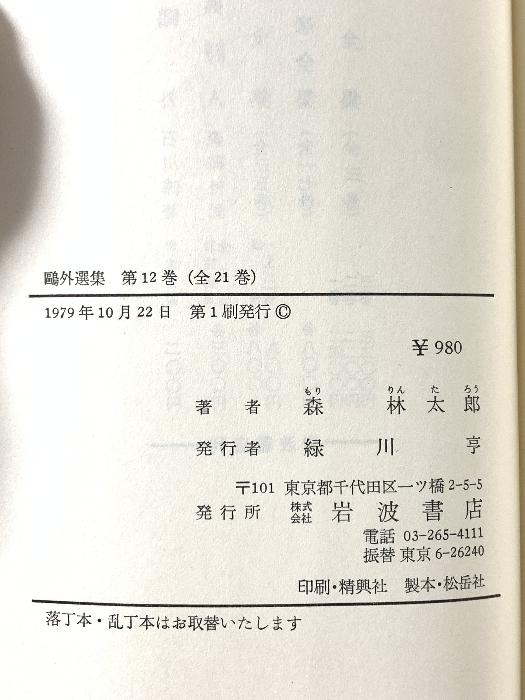 鷗外選集　第12巻（全21巻）
1979年10月22日　第1刷発行©
¥980
著者　森林太郎
もり　りんたろう
発行者　緑川亨
〒101　東京都千代田区一ツ橋2-5-5
発行所　株式会社　岩波書店
電話　03-265-4111
振替　東京6-26240
印刷・精興社　製本・松岳社
落丁本・乱丁本はお取替いたします